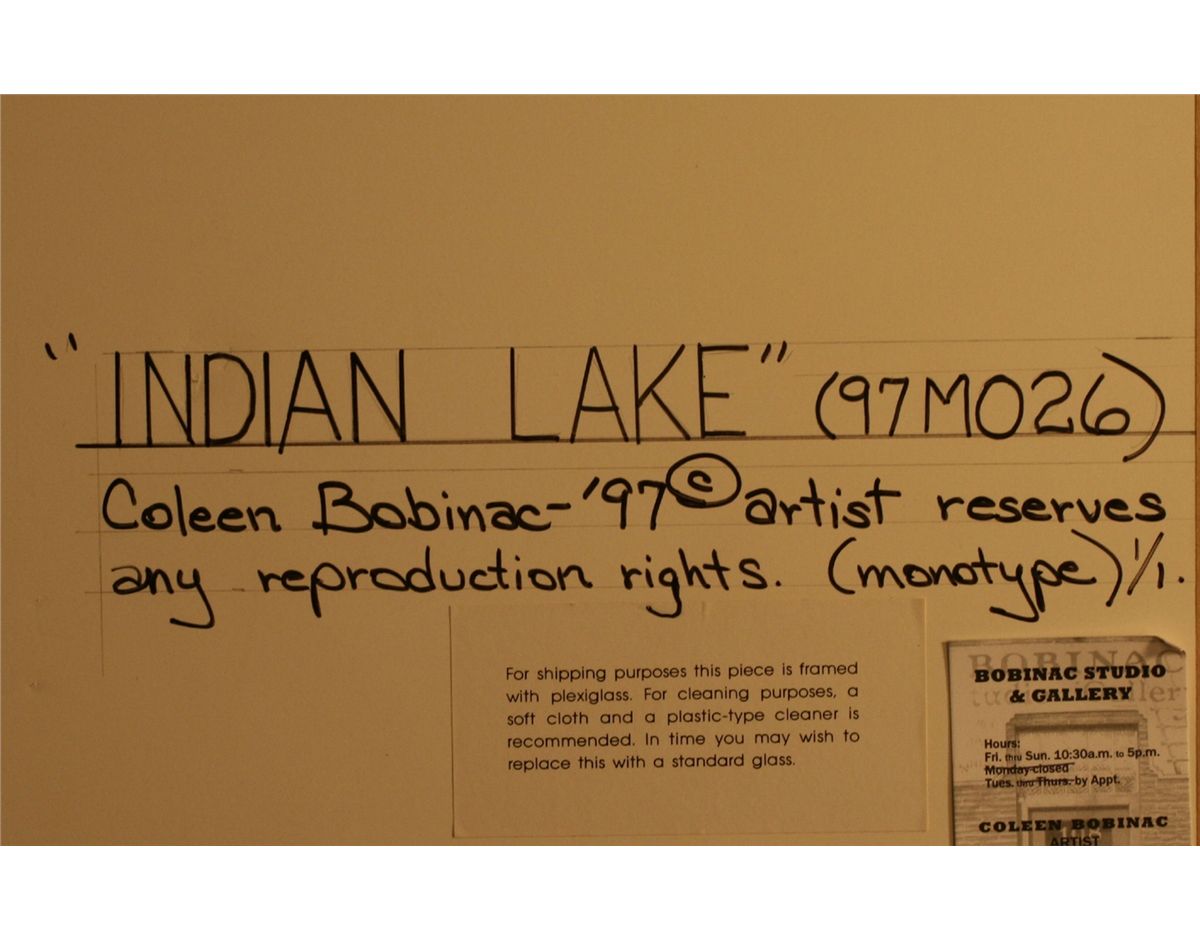 "INDIAN LAKE" (97MO26)
Coleen Bobinac-'97 © artist reserves
any reproduction rights. (monotype) 1/1.
For shipping purposes this piece is framed
with plexiglass. For cleaning purposes, a
soft cloth and a plastic-type cleaner is
recommended. In time you may wish to
replace this with a standard glass.
BOBINAC
BOBINAC STUDIO
& GALLERY
Hours:
Fri. thru Sun. 10:30a.m. to 5p.m.
Monday-closed
Tues. thru Thurs. by Appt.
COLEEN BOBINAC
ARTIST